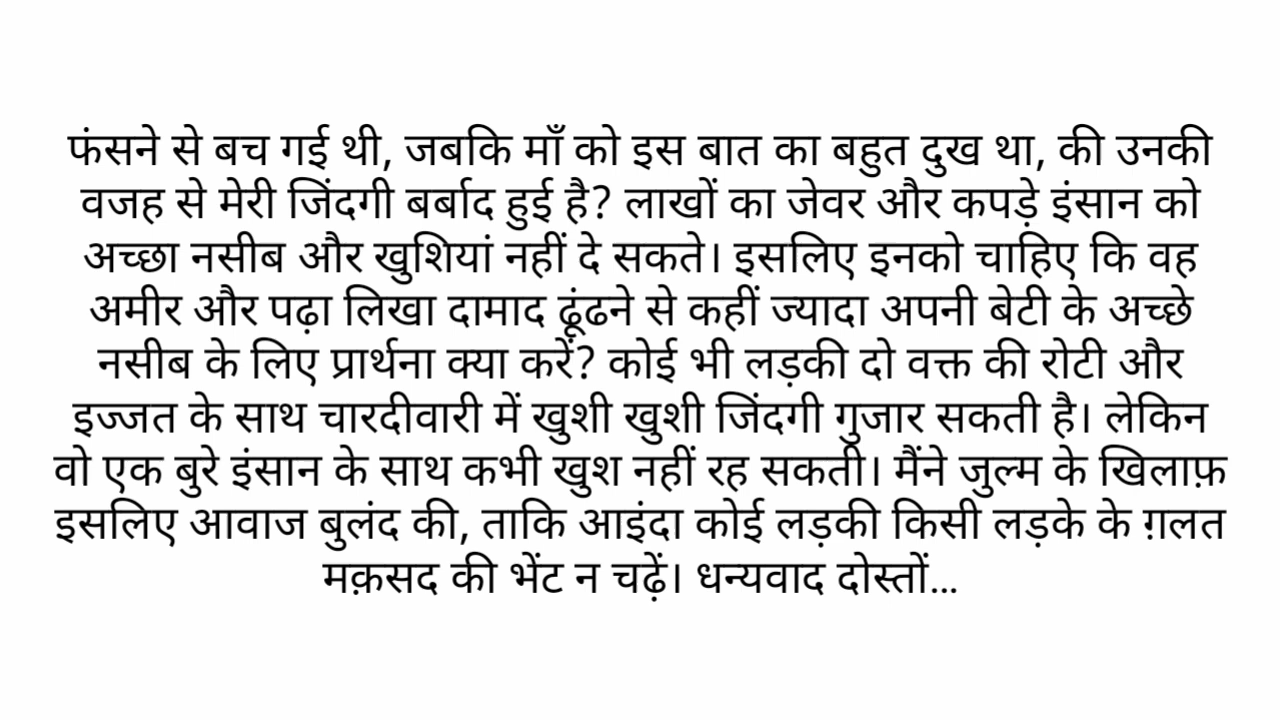 फंसने से बच गई थी, जबकि माँ को इस बात का बहुत दुख था, की उनकी
वजह से मेरी जिंदगी बर्बाद हुई है? लाखों का जेवर और कपड़े इंसान को
अच्छा नसीब और खुशियां नहीं दे सकते। इसलिए इनको चाहिए कि वह
अमीर और पढ़ा लिखा दामाद ढूंढने से कहीं ज्यादा अपनी बेटी के अच्छे
नसीब के लिए प्रार्थना क्या करें? कोई भी लड़की दो वक्त की रोटी और
इज्जत के साथ चारदीवारी में खुशी खुशी जिंदगी गुजार सकती है। लेकिन
वो एक बुरे इंसान के साथ कभी खुश नहीं रह सकती। मैंने जुल्म के खिलाफ़
इसलिए आवाज बुलंद की, ताकि आइंदा कोई लड़की किसी लड़के के ग़लत
मक़सद की भेंट न चढ़ें। धन्यवाद दोस्तों...